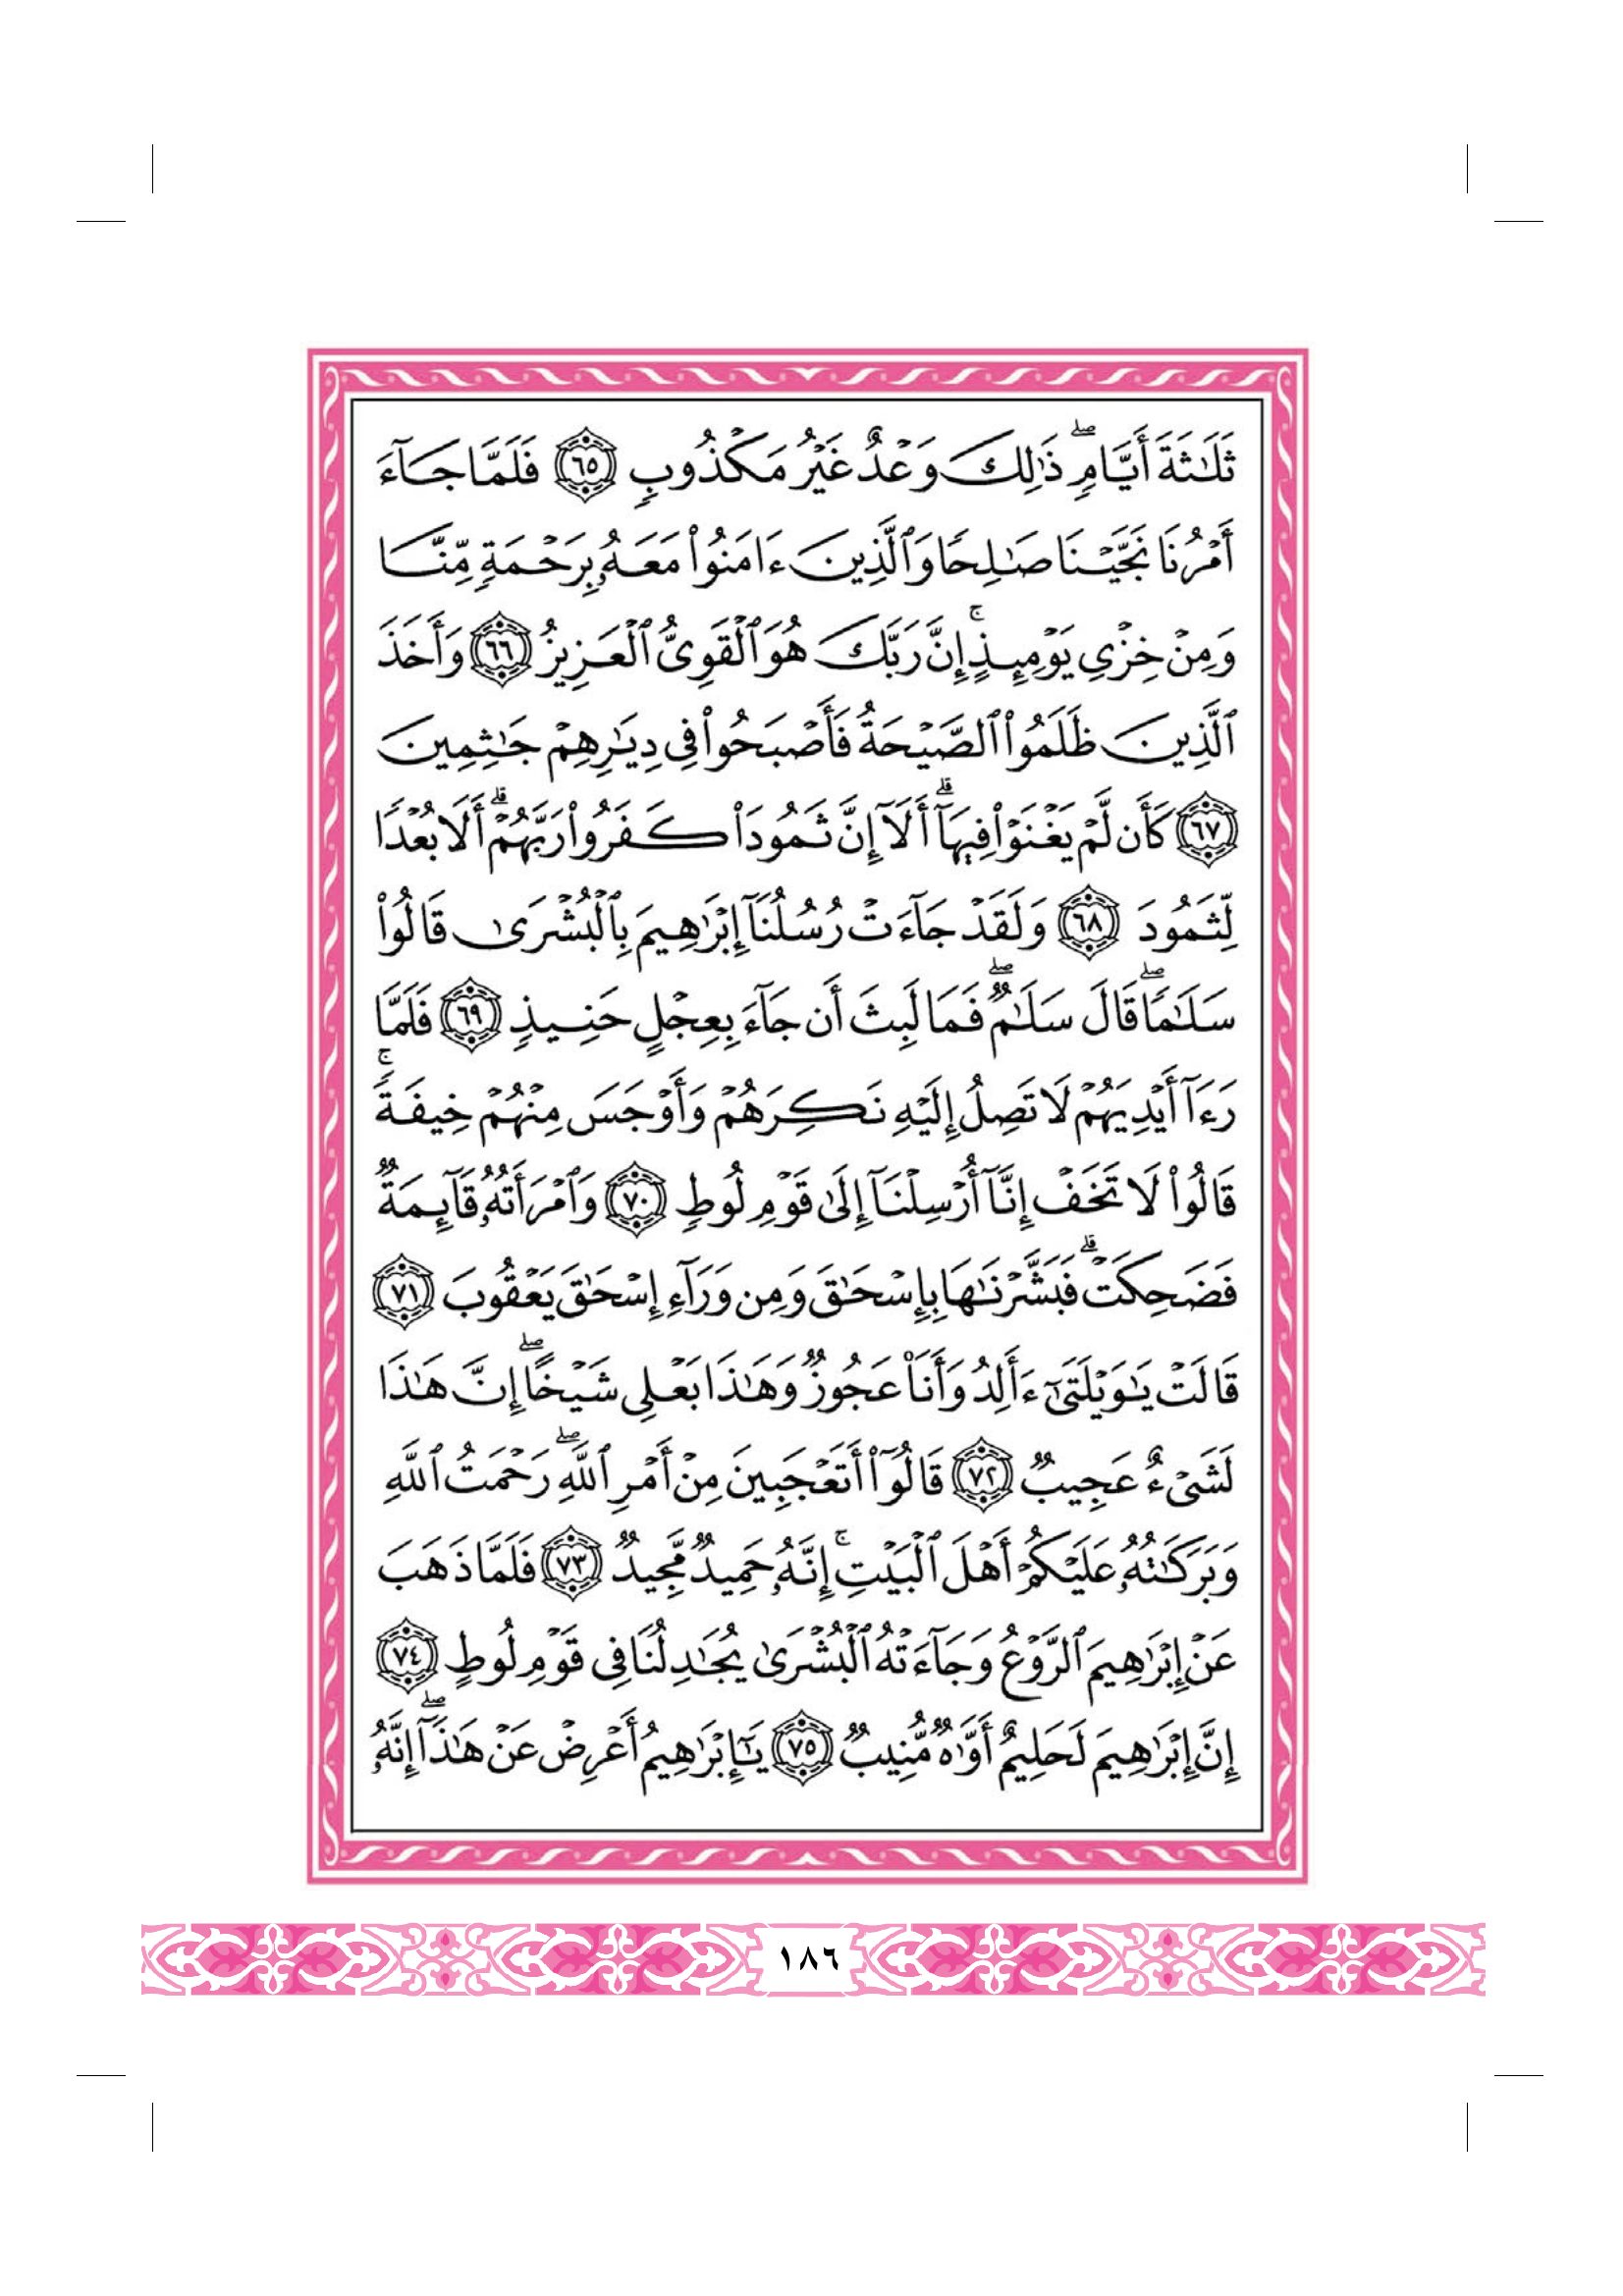 ثَلَٰثَةَ أَيَّامٖۖ ذَٰلِكَ وَعۡدٌ غَيۡرُ مَكۡذُوبٖ ٦٥ فَلَمَّا جَآءَ
أَمۡرُنَا نَجَّيۡنَا صَٰلِحٗا وَٱلَّذِينَ ءَامَنُواْ مَعَهُۥ بِرَحۡمَةٖ مِّنَّا
وَمِنۡ خِزۡيِ يَوۡمِئِذٍۚ إِنَّ رَبَّكَ هُوَ ٱلۡقَوِيُّ ٱلۡعَزِيزُ ٦٦ وَأَخَذَ
ٱلَّذِينَ ظَلَمُواْ ٱلصَّيۡحَةُ فَأَصۡبَحُواْ فِي دِيَٰرِهِمۡ جَٰثِمِينَ
٦٧ كَأَن لَّمۡ يَغۡنَوۡاْ فِيهَآۗ أَلَآ إِنَّ ثَمُودَاْ كَفَرُواْ رَبَّهُمۡۗ أَلَا بُعۡدٗا
لِّثَمُودَ ٦٨ وَلَقَدۡ جَآءَتۡ رُسُلُنَآ إِبۡرَٰهِيمَ بِٱلۡبُشۡرَىٰ قَالُواْ
سَلَٰمٗاۖ قَالَ سَلَٰمٞۖ فَمَا لَبِثَ أَن جَآءَ بِعِجۡلٍ حَنِيذٖ ٦٩ فَلَمَّا
رَءَآ أَيۡدِيَهُمۡ لَا تَصِلُ إِلَيۡهِ نَكِرَهُمۡ وَأَوۡجَسَ مِنۡهُمۡ خِيفَةٗۚ
قَالُواْ لَا تَخَفۡ إِنَّآ أُرۡسِلۡنَآ إِلَىٰ قَوۡمِ لُوطٖ ٧٠ وَٱمۡرَأَتُهُۥ قَآئِمَةٞ
فَضَحِكَتۡۗ فَبَشَّرۡنَٰهَا بِإِسۡحَٰقَ وَمِن وَرَآءِ إِسۡحَٰقَ يَعۡقُوبَ ٧١
قَالَتۡ يَٰوَيۡلَتَىٰٓ ءَأَلِدُ وَأَنَا۠ عَجُوزٞ وَهَٰذَا بَعۡلِي شَيۡخًاۖ إِنَّ هَٰذَا
لَشَيۡءٌ عَجِيبٞ ٧٢ قَالُوٓاْ أَتَعۡجَبِينَ مِنۡ أَمۡرِ ٱللَّهِۖ رَحۡمَتُ ٱللَّهِ
وَبَرَكَٰتُهُۥ عَلَيۡكُمۡ أَهۡلَ ٱلۡبَيۡتِۚ إِنَّهُۥ حَمِيدٞ مَّجِيدٞ ٧٣ فَلَمَّا ذَهَبَ
عَنۡ إِبۡرَٰهِيمَ ٱلرَّوۡعُ وَجَآءَتۡهُ ٱلۡبُشۡرَىٰ يُجَٰدِلُنَا فِي قَوۡمِ لُوطٍ ٧٤
إِنَّ إِبۡرَٰهِيمَ لَحَلِيمٌ أَوَّٰهٞ مُّنِيبٞ ٧٥ يَٰٓإِبۡرَٰهِيمُ أَعۡرِضۡ عَنۡ هَٰذَآۖ إِنَّهُۥ
١٨٦